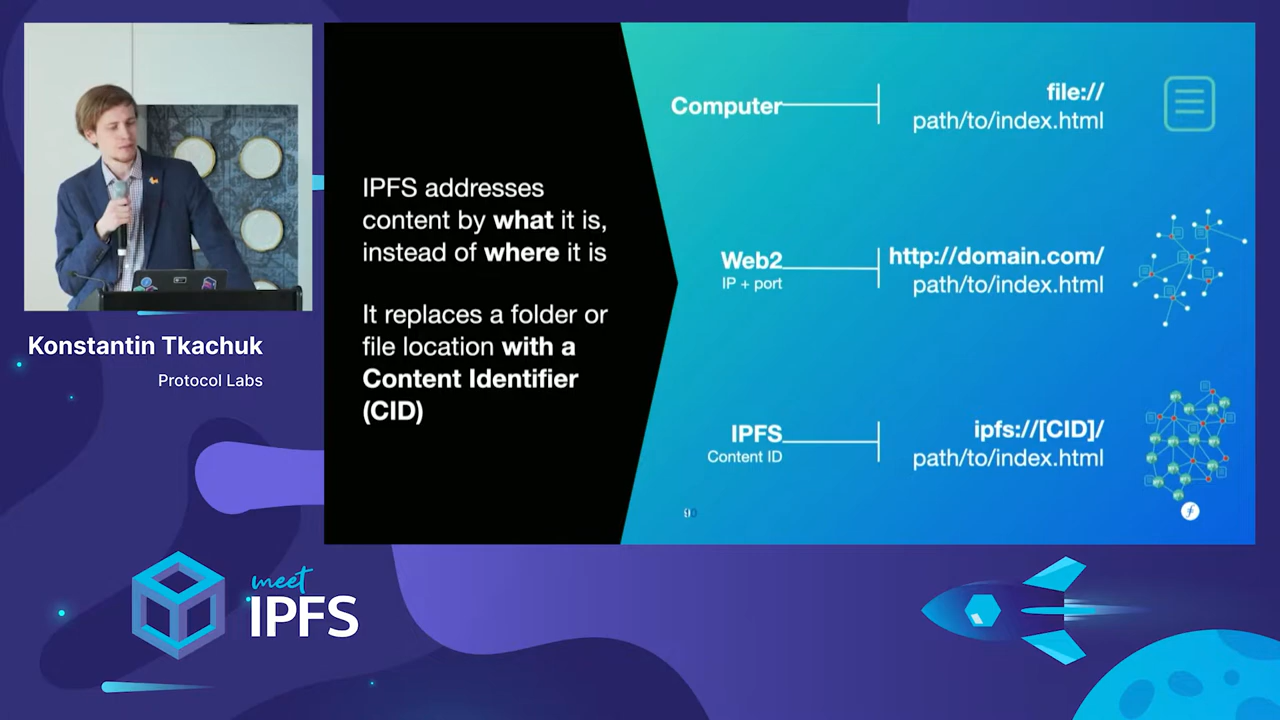 Konstantin Tkachuk
Protocol Labs
IPFS addresses
content by what it is,
instead of where it is
It replaces a folder or
file location with a
Content Identifier
(CID)
Computer
file://
path/to/index.html
Web2
IP + port
http://domain.com/
path/to/index.html
IPFS
Content ID
ipfs://[CID]/
path/to/index.html
meet
IPFS